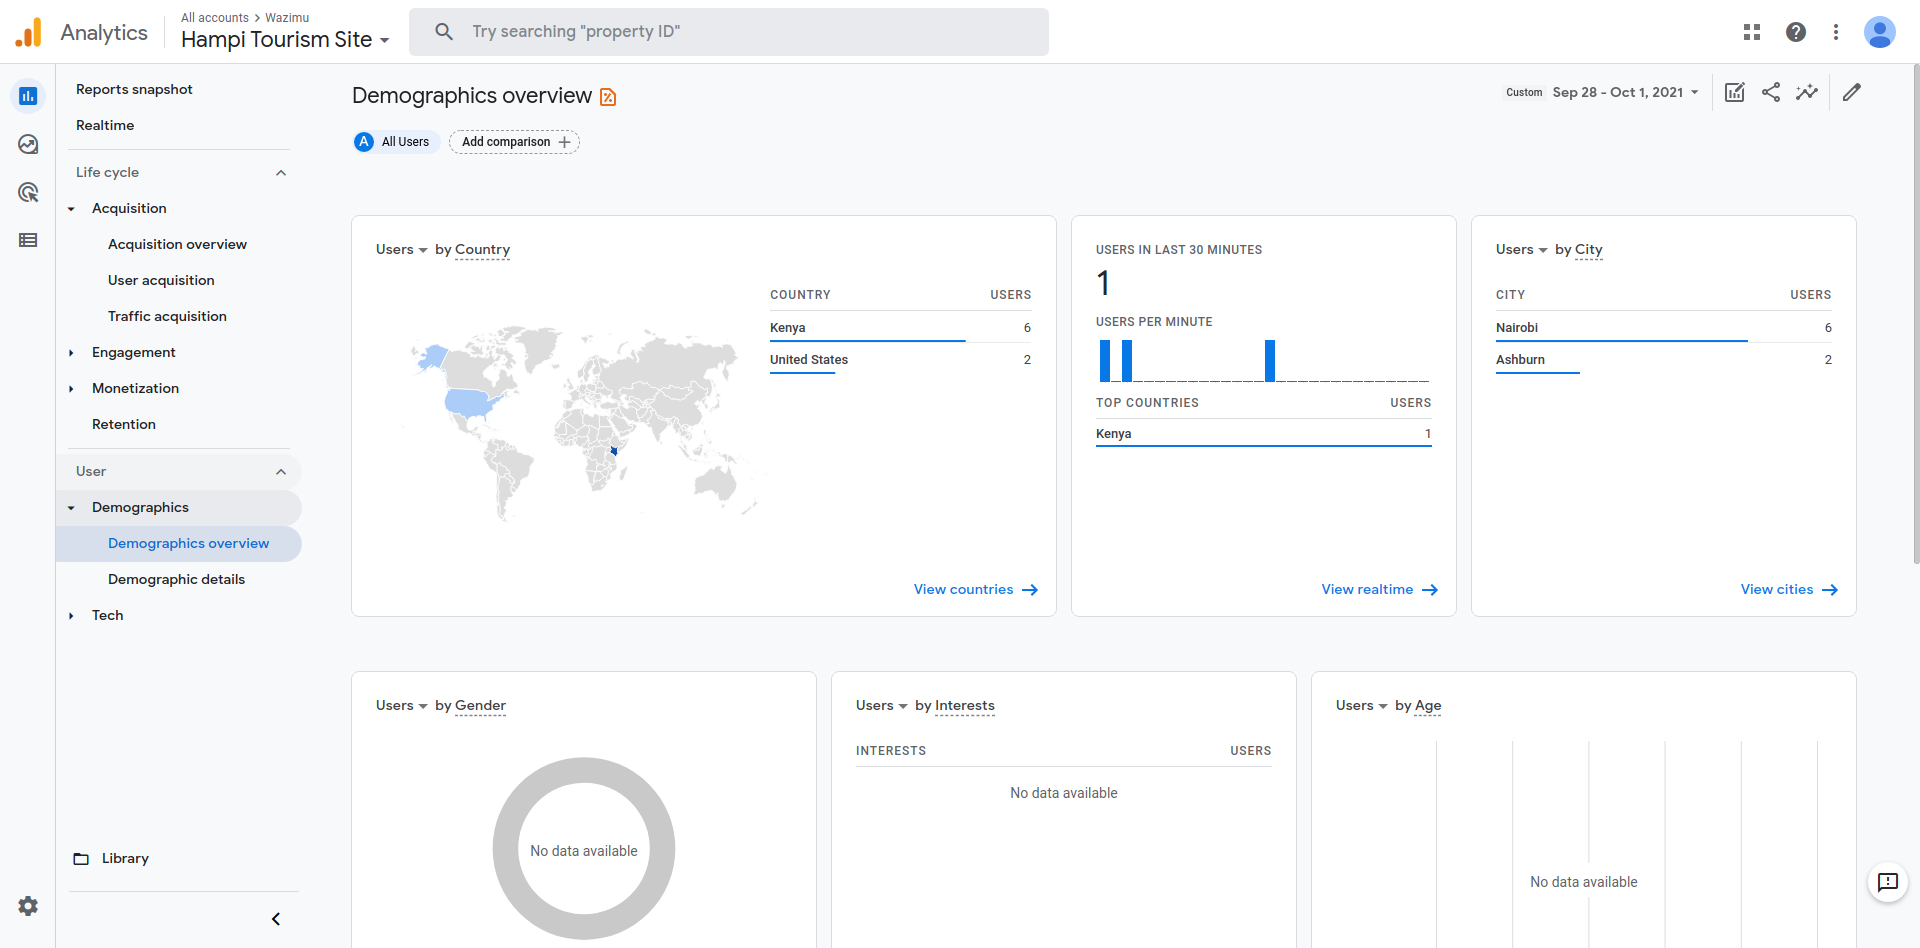 Analytics
All accounts > Wazimu
Hampi Tourism Site
Try searching "property ID"
Reports snapshot
Realtime
Life cycle
Acquisition
Acquisition overview
User acquisition
Traffic acquisition
Engagement
Monetization
Retention
User
Demographics
Demographics overview
Demographic details
Tech
Library
Demographics overview
Custom Sep 28 - Oct 1, 2021
A All Users
Add comparison
Users by Country
COUNTRY USERS
Kenya 6
United States 2
View countries
USERS IN LAST 30 MINUTES
1
USERS PER MINUTE
TOP COUNTRIES USERS
Kenya 1
View realtime
Users by City
CITY USERS
Nairobi 6
Ashburn 2
View cities
Users by Gender
No data available
Users by Interests
INTERESTS USERS
No data available
Users by Age
No data available